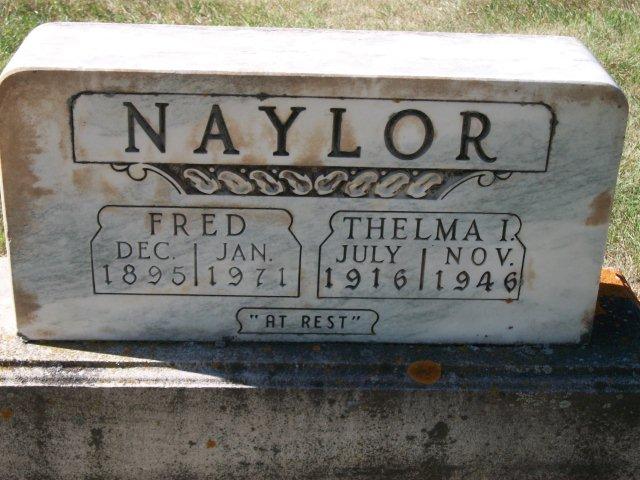 NAYLOR
FRED
DEC. JAN.
1895 1971
THELMA I.
JULY NOV.
1916 1946
"AT REST"